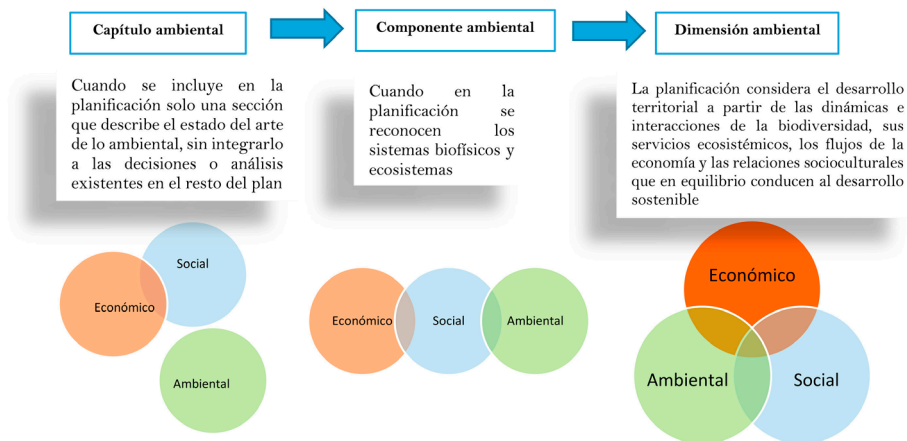 Capítulo ambiental
Componente ambiental
Dimensión ambiental
Cuando se incluye en la
planificación solo una sección
que describe el estado del arte
de lo ambiental, sin integrarlo
a las decisiones o análisis
existentes en el resto del plan
Cuando en la
planificación se
reconocen los
sistemas biofísicos y
ecosistemas
La planificación considera el desarrollo
territorial a partir de las dinámicas e
interacciones de la biodiversidad, sus
servicios ecosistémicos, los flujos de la
economía y las relaciones socioculturales
que en equilibrio conducen al desarrollo
sostenible
Social
Económico
Ambiental
Económico
Social
Ambiental
Económico
Ambiental
Social